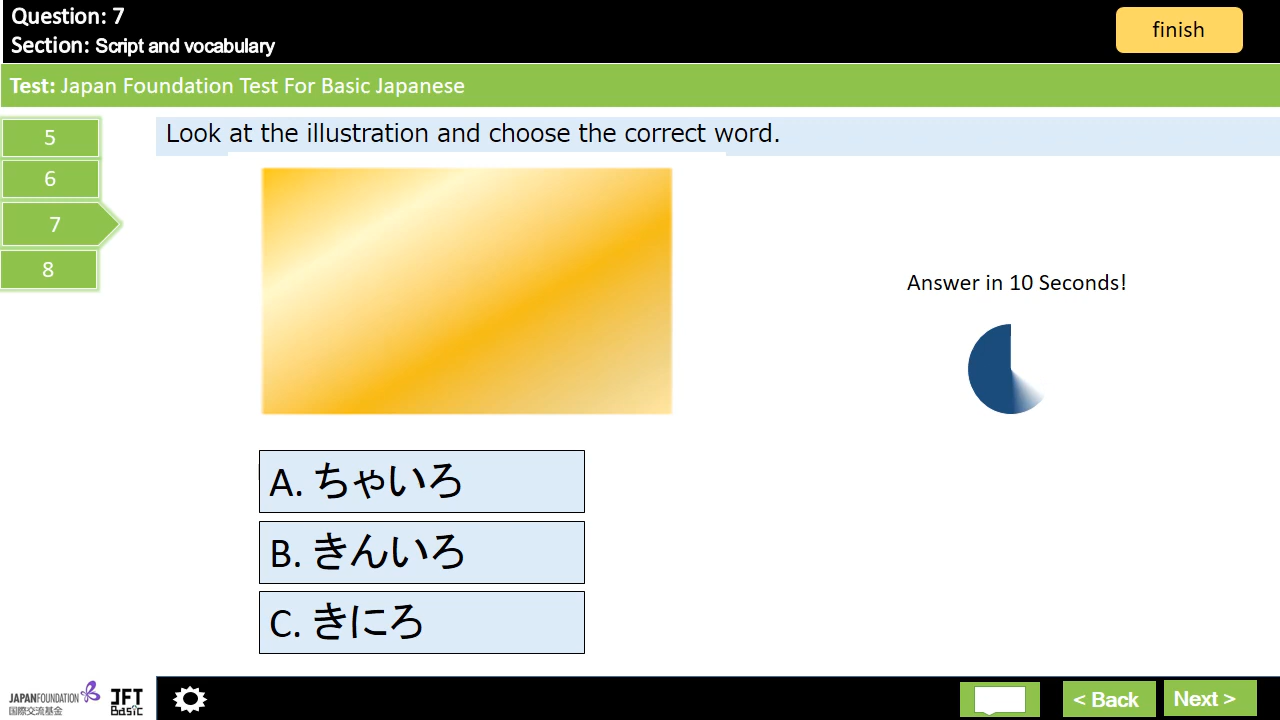 Question: 7
Section: Script and vocabulary
finish
Test: Japan Foundation Test For Basic Japanese
5
6
7
8
Look at the illustration and choose the correct word.
Answer in 10 Seconds!
A. ちゃいろ
B. きんいろ
C. きにろ
JAPANFOUNDATION
国際交流基金
JFT
Basic
< Back
Next >